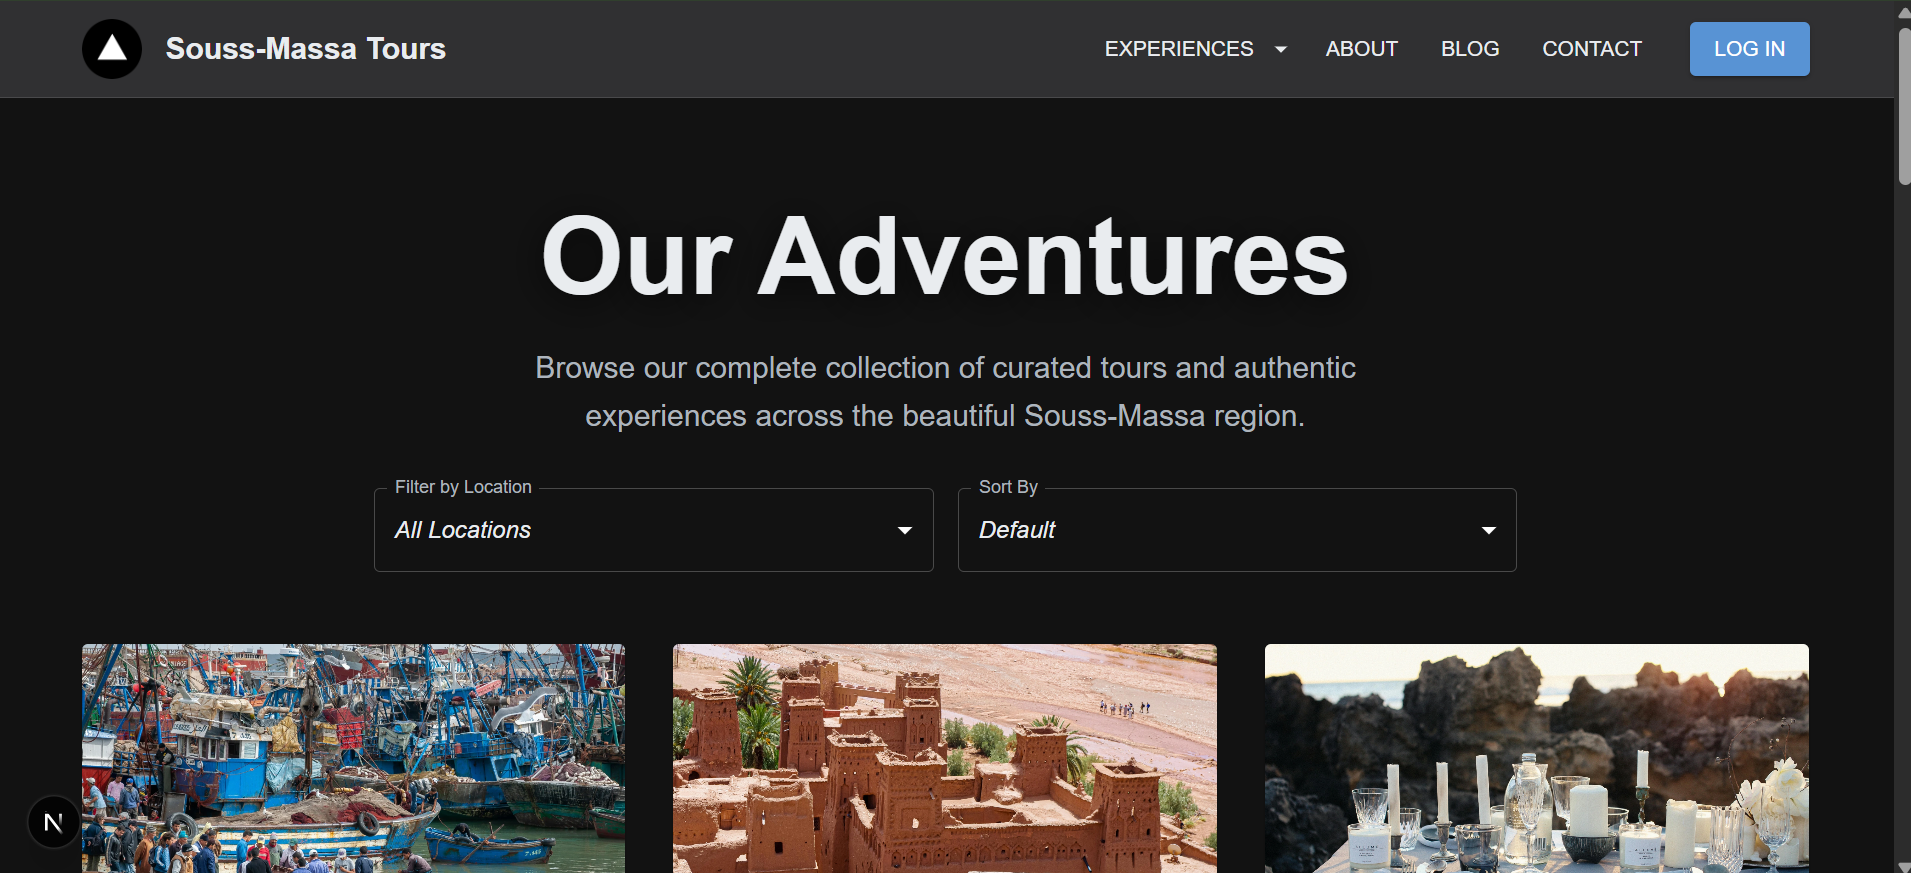 Souss-Massa Tours
EXPERIENCES
ABOUT
BLOG
CONTACT
LOG IN
Our Adventures
Browse our complete collection of curated tours and authentic
experiences across the beautiful Souss-Massa region.
Filter by Location
All Locations
Sort By
Default
N